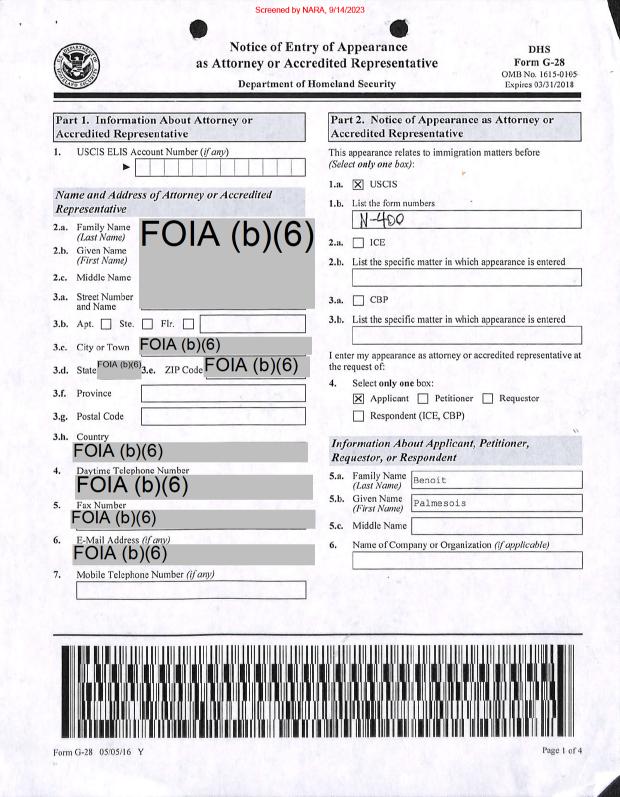 Screened by NARA, 9/14/2023
Notice of Entry of Appearance
as Attorney or Accredited Representative
Department of Homeland Security
DHS
Form G-28
OMB No. 1615-0105
Expires 03/31/2018
Part 1. Information About Attorney or
Accredited Representative
1. USCIS ELIS Account Number (if any)
Name and Address of Attorney or Accredited
Representative
2.a. Family Name
(Last Name)
FOIA (b)(6)
2.b. Given Name
(First Name)
2.c. Middle Name
3.a. Street Number
and Name
3.b. Apt. Ste. Flr.
3.c. City or Town FOIA (b)(6)
3.d. State FOIA (b)(6) 3.e. ZIP Code FOIA (b)(6)
3.f. Province
3.g. Postal Code
3.h. Country
FOIA (b)(6)
4. Daytime Telephone Number
FOIA (b)(6)
5. Fax Number
FOIA (b)(6)
6. E-Mail Address (if any)
FOIA (b)(6)
7. Mobile Telephone Number (if any)
Part 2. Notice of Appearance as Attorney or
Accredited Representative
This appearance relates to immigration matters before
(Select only one box):
1.a. X USCIS
1.b. List the form numbers
N-400
2.a. ICE
2.b. List the specific matter in which appearance is entered
3.a. CBP
3.b. List the specific matter in which appearance is entered
I enter my appearance as attorney or accredited representative at
the request of:
4. Select only one box:
X Applicant Petitioner Requestor
Respondent (ICE, CBP)
Information About Applicant, Petitioner,
Requestor, or Respondent
5.a. Family Name
(Last Name)
Benoit
5.b. Given Name
(First Name)
Palmesois
5.c. Middle Name
6. Name of Company or Organization (if applicable)
Form G-28 05/05/16 Y
Page 1 of 4